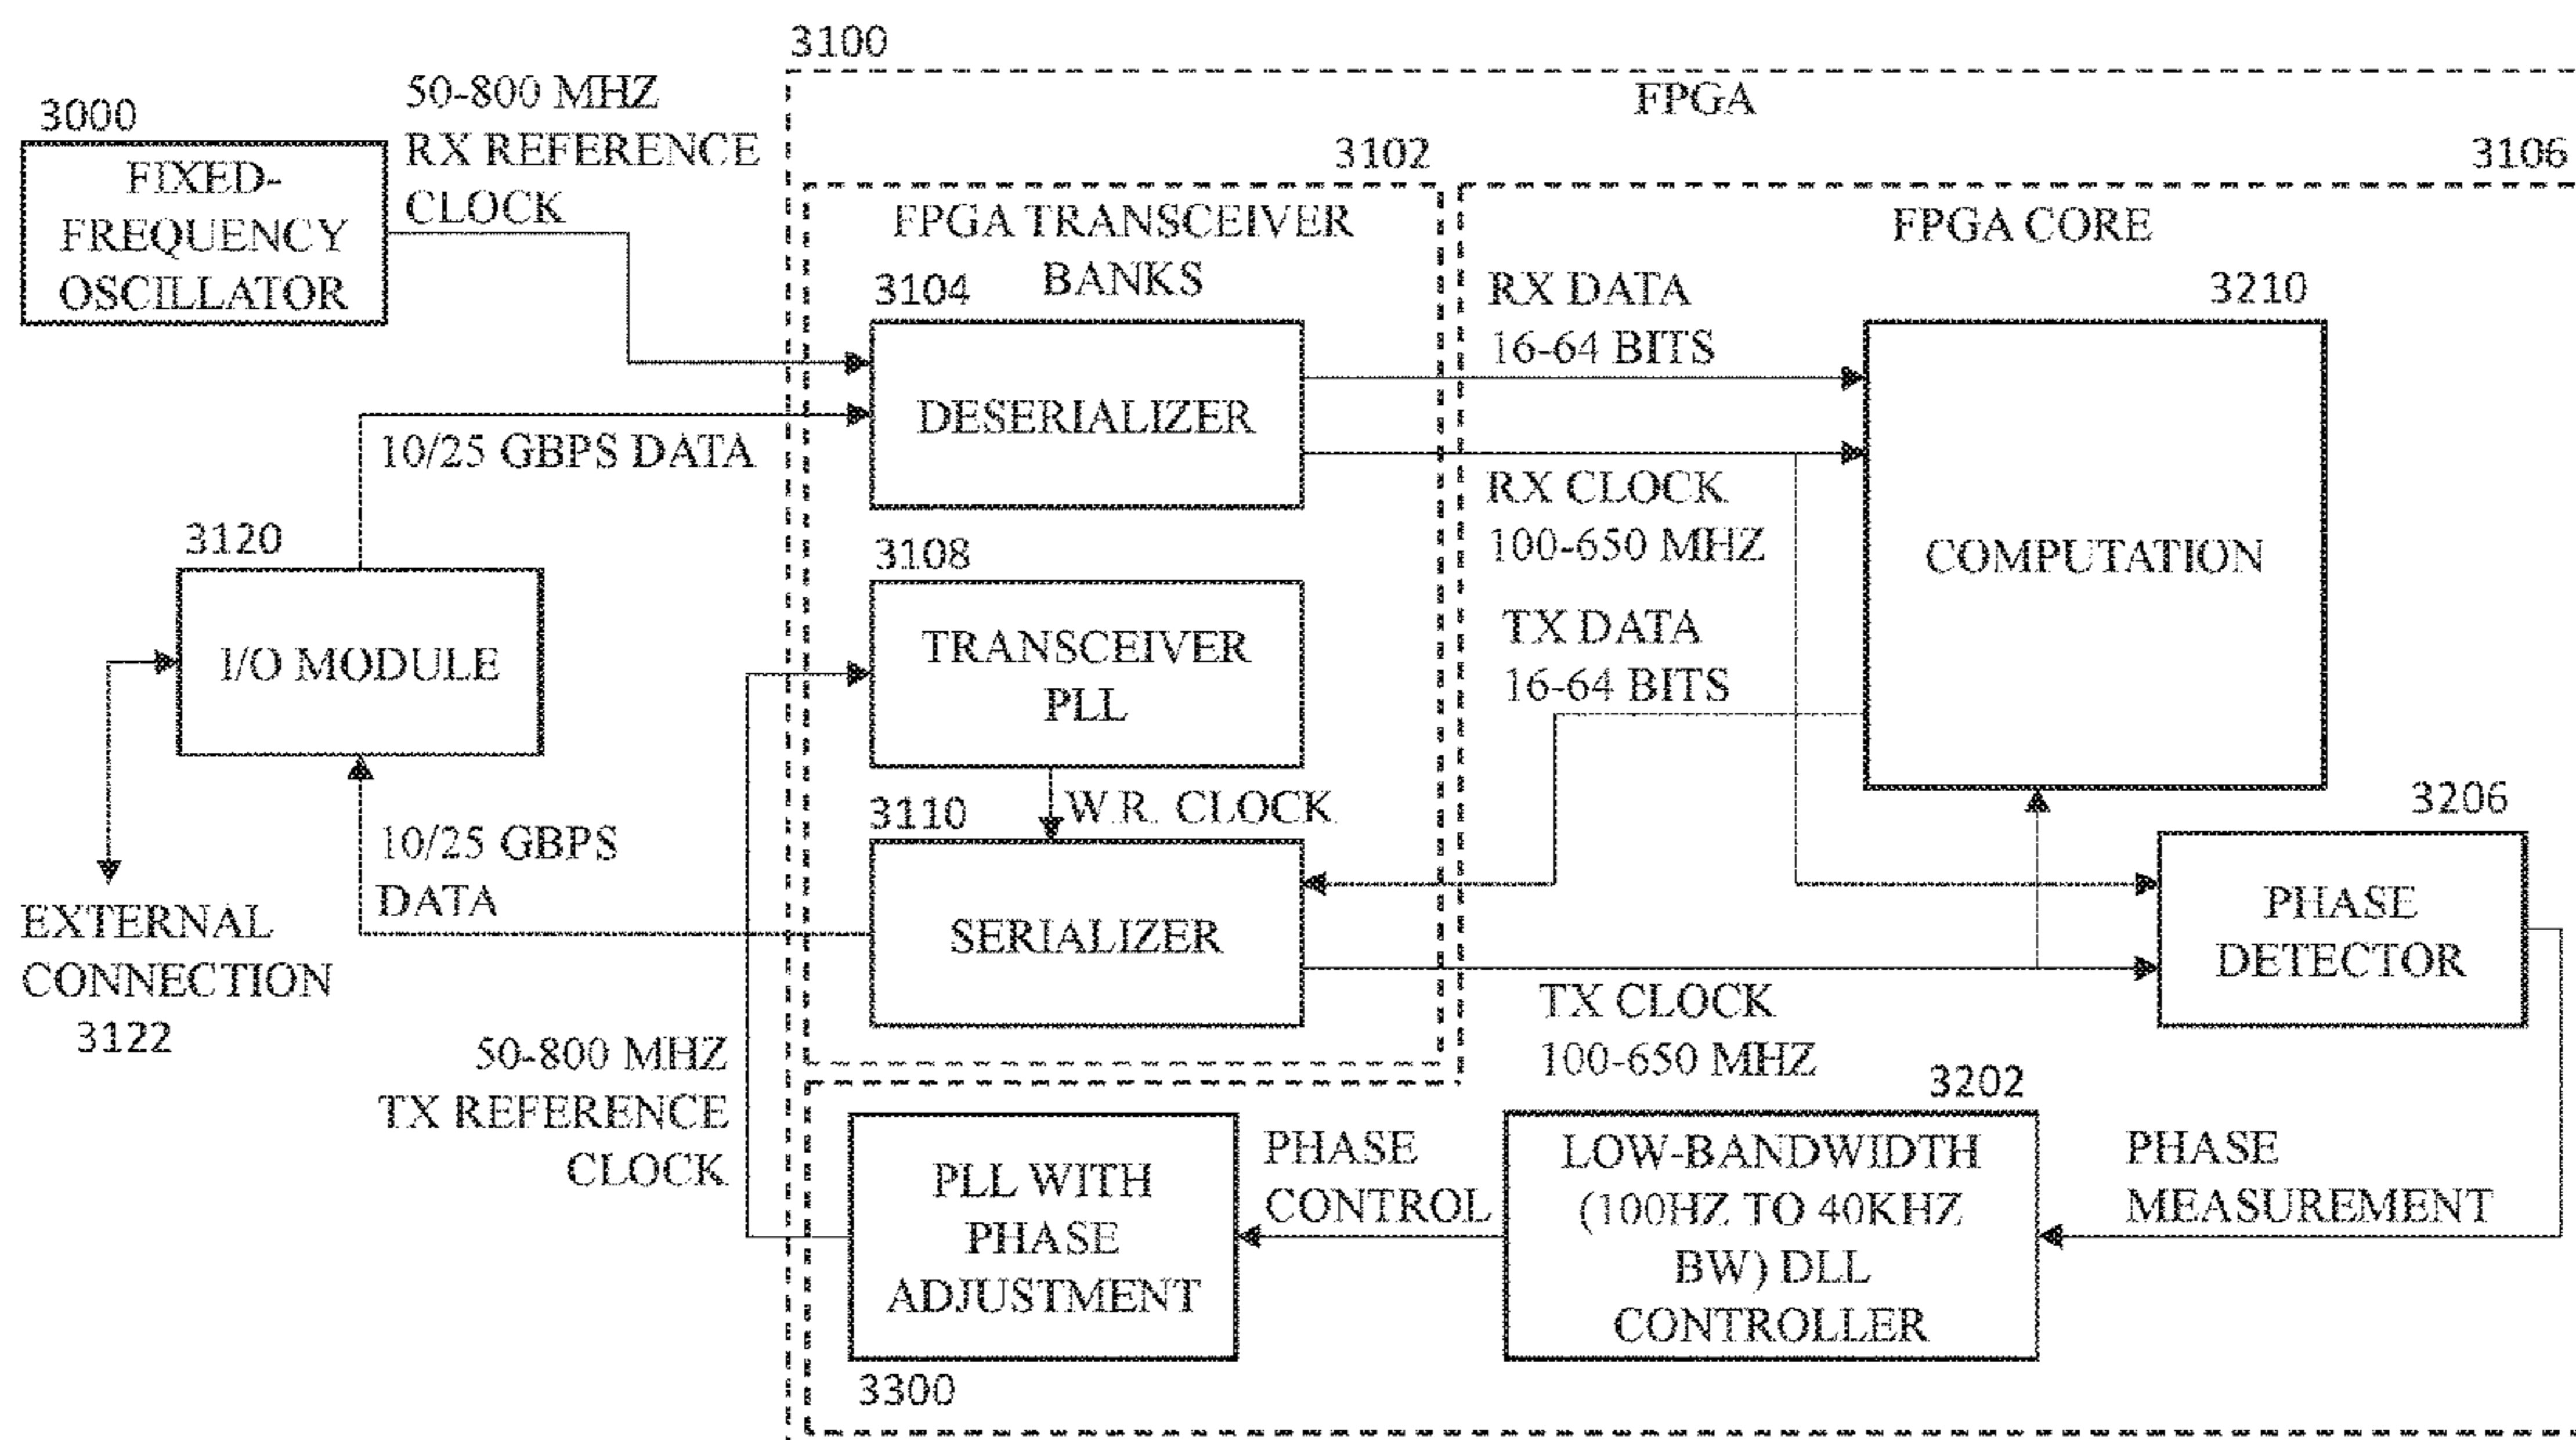 3100
FPGA
3000
50-800 MHZ
RX REFERENCE
CLOCK
FIXED-
FREQUENCY
OSCILLATOR
3102
FPGA TRANSCEIVER
BANKS
3106
FPGA CORE
3104
DESERIALIZER
RX DATA
16-64 BITS
3210
COMPUTATION
10/25 GBPS DATA
RX CLOCK
100-650 MHZ
3120
I/O MODULE
3108
TRANSCEIVER
PLL
TX DATA
16-64 BITS
W.R. CLOCK
3110
SERIALIZER
3206
PHASE
DETECTOR
10/25 GBPS
DATA
EXTERNAL
CONNECTION
3122
TX CLOCK
100-650 MHZ
50-800 MHZ
TX REFERENCE
CLOCK
PLL WITH
PHASE
ADJUSTMENT
3300
PHASE
CONTROL
3202
LOW-BANDWIDTH
(100HZ TO 40KHZ
BW) DLL
CONTROLLER
PHASE
MEASUREMENT